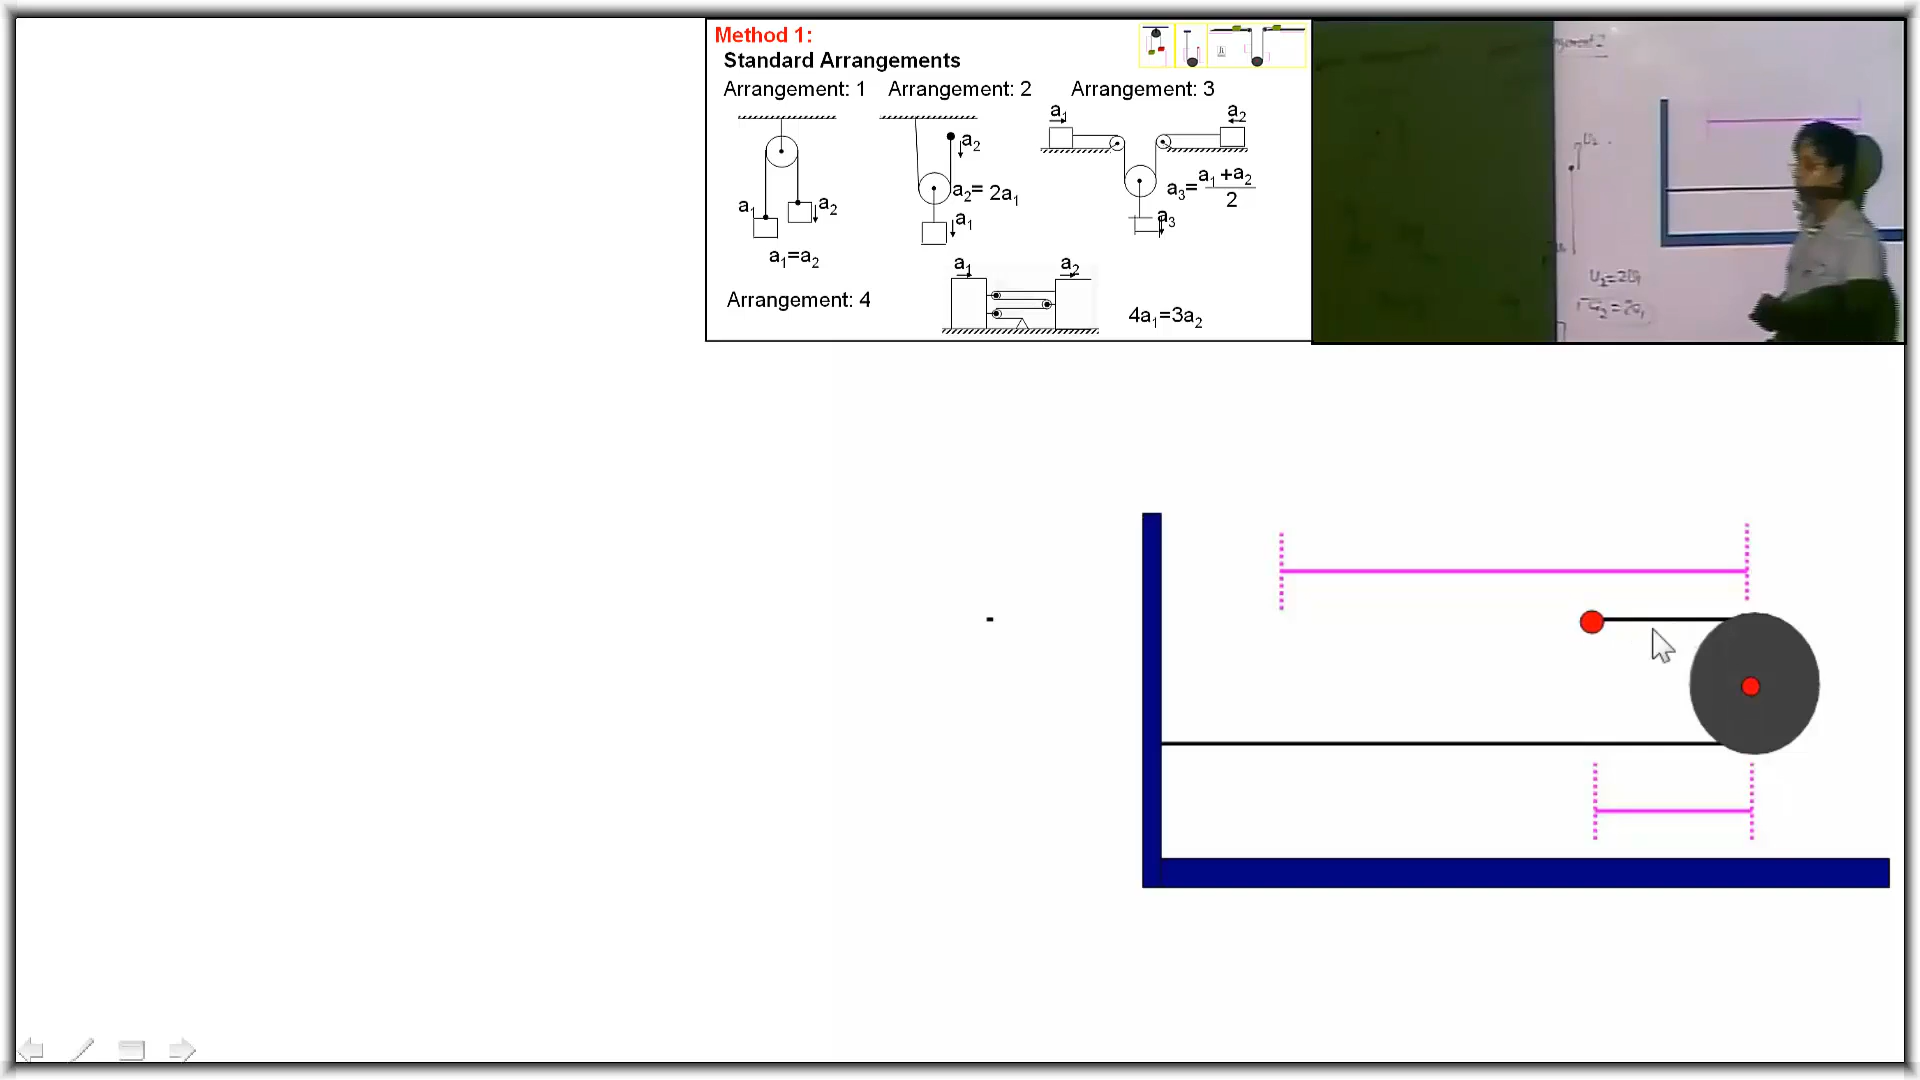 Method 1:
Standard Arrangements
Arrangement: 1 Arrangement: 2 Arrangement: 3
a1 a2
a2
a2= 2a1
a1
a1=a2
a1 a2
a3= a1 +a2 / 2
a3
Arrangement: 4
a1 a2
4a1=3a2